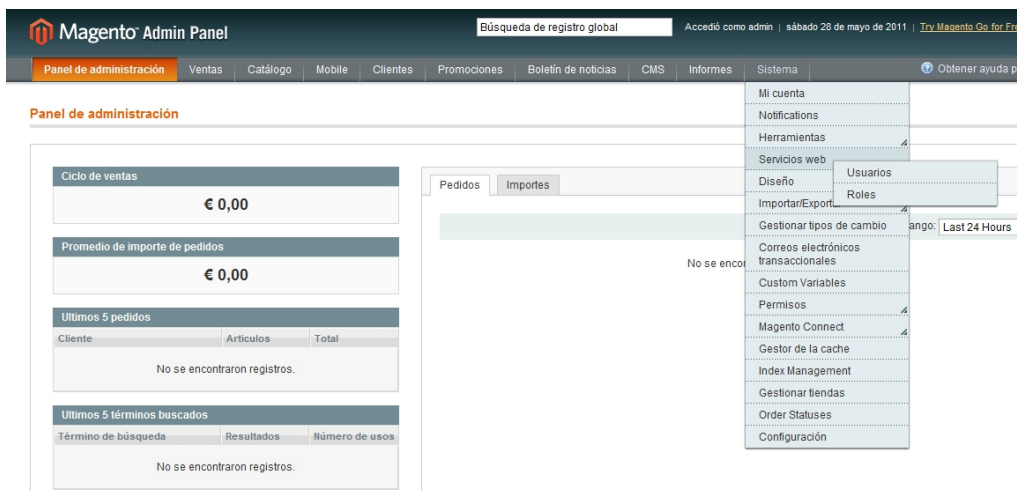 Magento Admin Panel
Búsqueda de registro global
Accedió como admin | sábado 28 de mayo de 2011 | Try Magento Go for Fre
Panel de administración Ventas Catálogo Mobile Clientes Promociones Boletín de noticias CMS Informes Sistema Obtener ayuda p
Panel de administración
Mi cuenta
Notifications
Herramientas
Servicios web
Usuarios
Roles
Diseño
Importar/Exportar
Gestionar tipos de cambio
Correos electrónicos
transaccionales
Custom Variables
Permisos
Magento Connect
Gestor de la cache
Index Management
Gestionar tiendas
Order Statuses
Configuración
Ciclo de ventas
€ 0,00
Promedio de importe de pedidos
€ 0,00
Ultimos 5 pedidos
Cliente Articulos Total
No se encontraron registros.
Ultimos 5 términos buscados
Término de búsqueda Resultados Número de usos
No se encontraron registros.
Pedidos Importes
ango: Last 24 Hours
No se encor